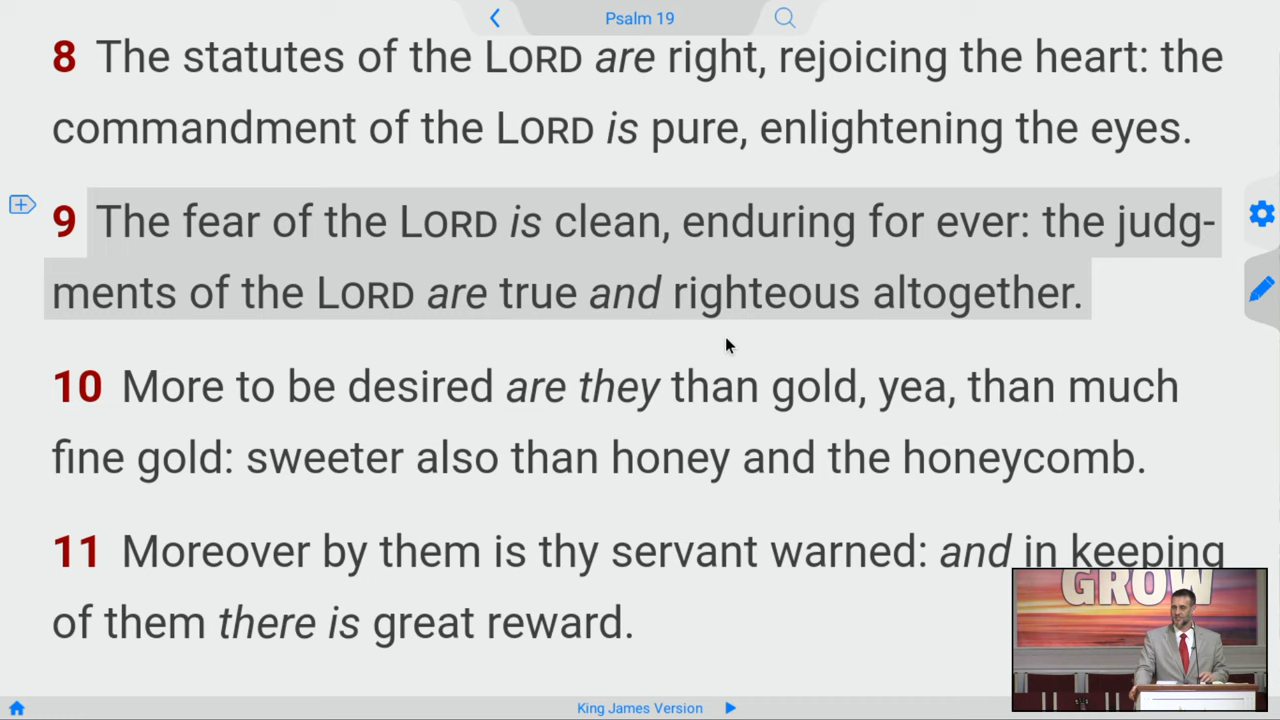 Psalm 19
8 The statutes of the LORD are right, rejoicing the heart: the
commandment of the LORD is pure, enlightening the eyes.
9 The fear of the LORD is clean, enduring for ever: the judg-
ments of the LORD are true and righteous altogether.
10 More to be desired are they than gold, yea, than much
fine gold: sweeter also than honey and the honeycomb.
11 Moreover by them is thy servant warned: and in keeping
of them there is great reward.
GROW
King James Version